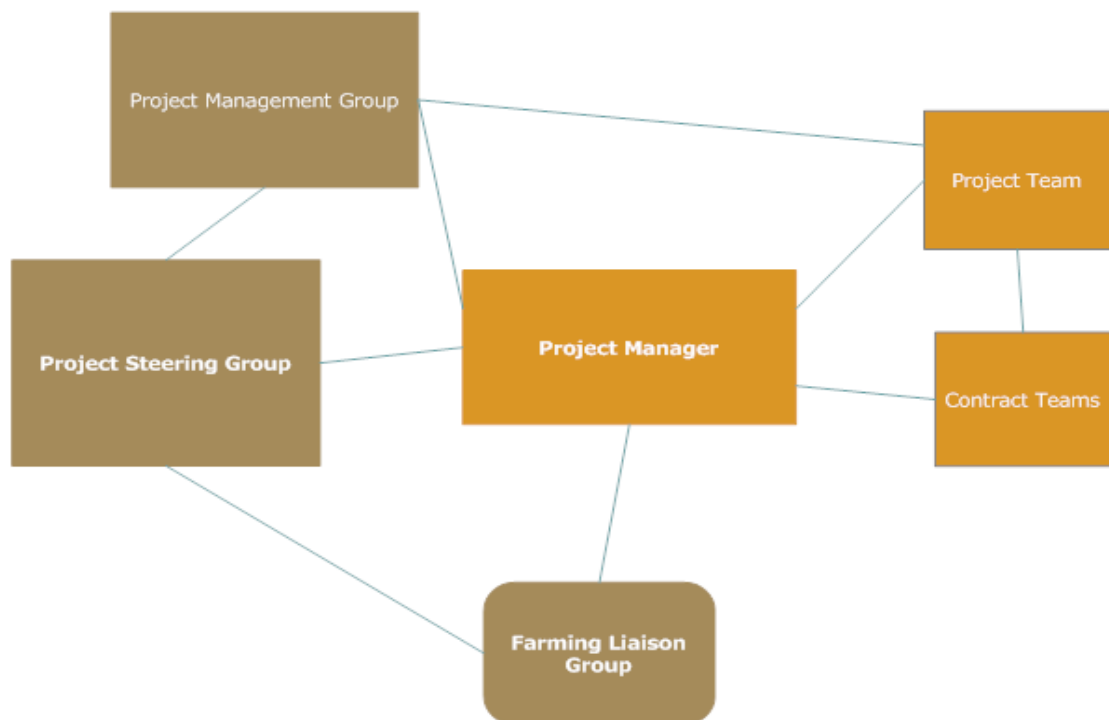 Project Management Group
Project Team
Project Steering Group
Project Manager
Contract Teams
Farming Liaison
Group